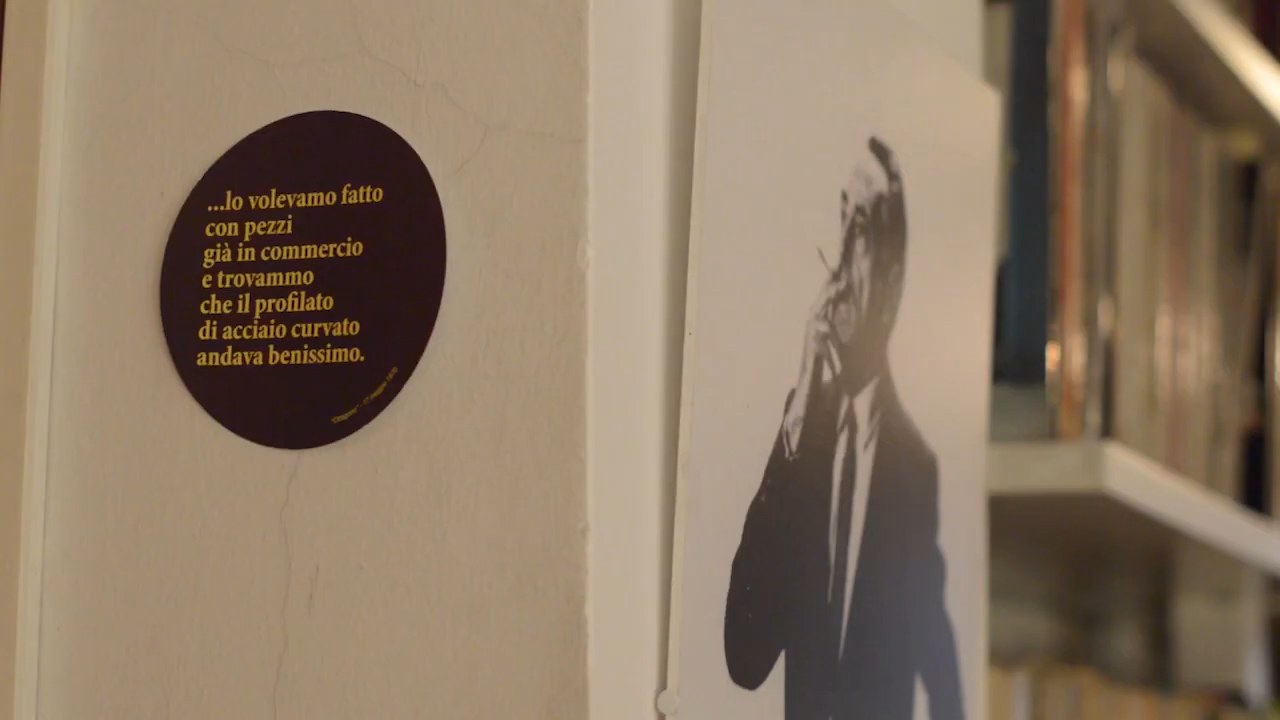 ...lo volevamo fatto
con pezzi
già in commercio
e trovammo
che il profilato
di acciaio curvato
andava benissimo.